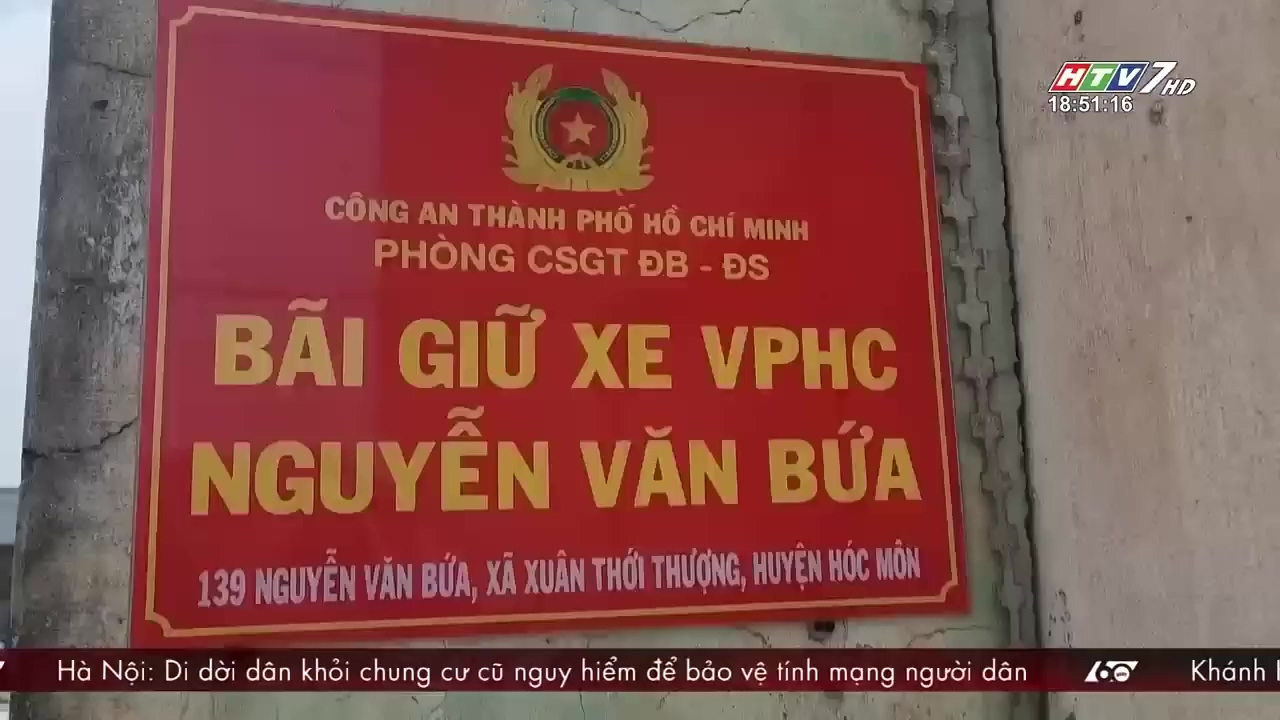 HTV7 HD
18:51:16
CÔNG AN THÀNH PHỐ HỒ CHÍ MINH
PHÒNG CSGT ĐB - ĐS
BÃI GIỮ XE VPHC
NGUYỄN VĂN BỨA
139 NGUYỄN VĂN BỨA, XÃ XUÂN THỚI THƯỢNG, HUYỆN HÓC MÔN
Hà Nội: Di dời dân khỏi chung cư cũ nguy hiểm để bảo vệ tính mạng người dân 60 giây Khánh